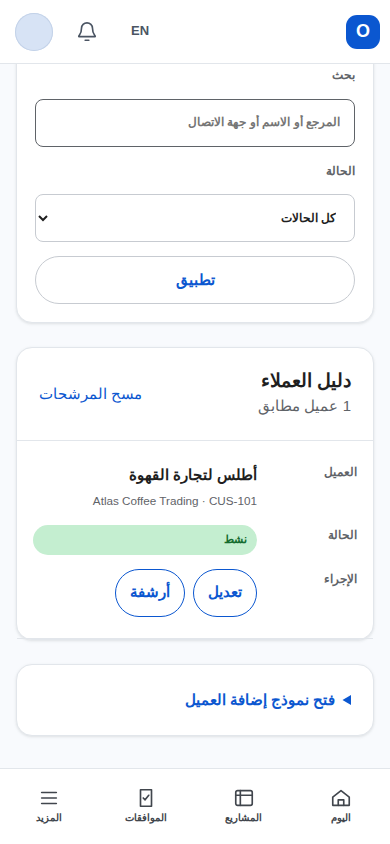 O
EN
بحث
المرجع أو الاسم أو جهة الاتصال
الحالة
كل الحالات
تطبيق
دليل العملاء
1 عميل مطابق
مسح المرشحات
العميل
أطلس لتجارة القهوة
Atlas Coffee Trading · CUS-101
الحالة
نشط
الإجراء
تعديل
أرشفة
فتح نموذج إضافة العميل
اليوم
المشاريع
الموافقات
المزيد